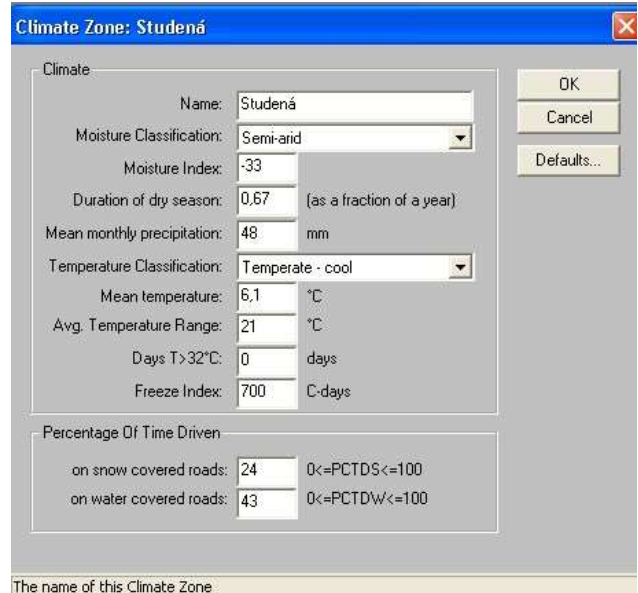 Climate Zone: Studená
Climate
Name: Studená
Moisture Classification: Semi-arid
Moisture Index: -33
Duration of dry season: 0,67 (as a fraction of a year)
Mean monthly precipitation: 48 mm
Temperature Classification: Temperate - cool
Mean temperature: 6,1 °C
Avg. Temperature Range: 21 °C
Days T>32°C: 0 days
Freeze Index: 700 C-days
OK
Cancel
Defaults...
Percentage Of Time Driven
on snow covered roads: 24 0<=PCTDS<=100
on water covered roads: 43 0<=PCTDW<=100
The name of this Climate Zone